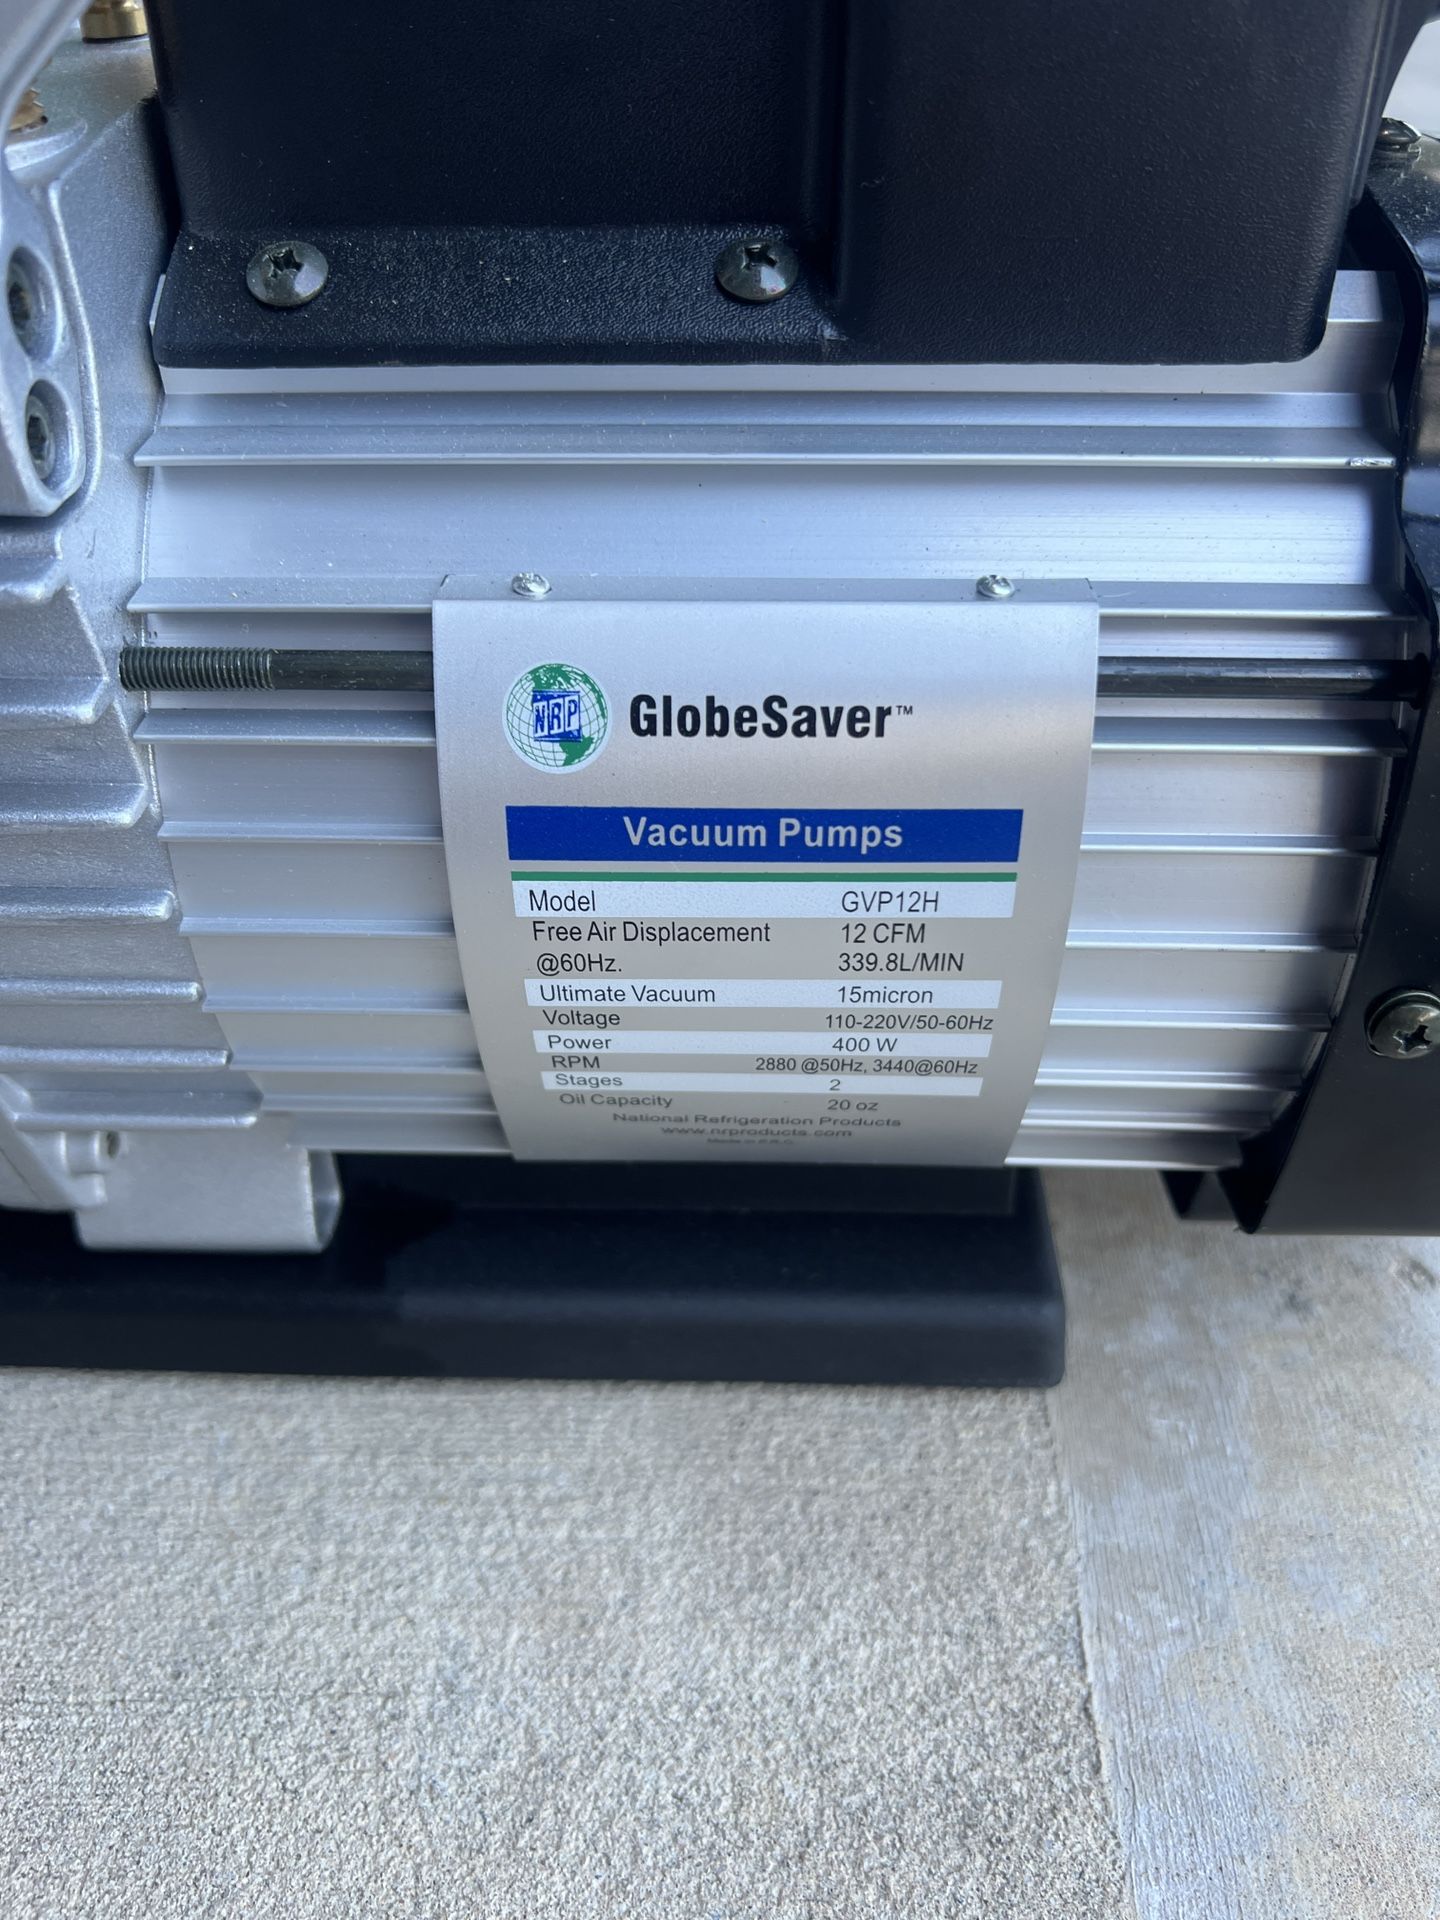 NRP
GlobeSaver™
Vacuum Pumps
Model GVP12H
Free Air Displacement 12 CFM
@60Hz. 339.8L/MIN
Ultimate Vacuum 15micron
Voltage 110-220V/50-60Hz
Power 400 W
RPM 2880 @50Hz, 3440@60Hz
Stages 2
Oil Capacity 20 oz
National Refrigeration Products
www.nrproducts.com
Made in P.R.C.